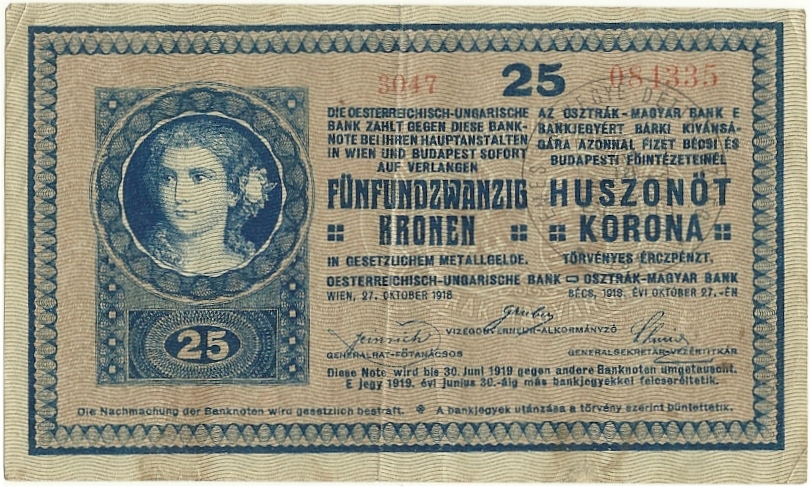 3047 25 084335
DIE OESTERREICHISCH-UNGARISCHE
BANK ZAHLT GEGEN DIESE BANK-
NOTE BEI IHREN HAUPTANSTALTEN
IN WIEN UND BUDAPEST SOFORT
AUF VERLANGEN
FÜNFUNDZWANZIG
KRONEN
IN GESETZLICHEM METALLGELDE.
AZ OSZTRÁK-MAGYAR BANK E
BANKJEGYÉRT BÁRKI KIVÁNSÁ-
GÁRA AZONNAL FIZET BÉCSI ÉS
BUDAPESTI FŐINTÉZETEINÉL
HUSZONÖT
KORONA
TÖRVÉNYES ÉRCZPÉNZT.
OESTERREICHISCH-UNGARISCHE BANK OSZTRÁK-MAGYAR BANK
WIEN, 27. OKTOBER 1918 BÉCS, 1918. ÉVI OKTÓBER 27.-ÉN
VIZEGOUVERNEUR-ALKORMÁNYZÓ
GENERALRAT-FŐTANÁCSOS GENERALSEKRETÄR-VEZÉRTITKÁR
25
Diese Note wird bis 30. Juni 1919 gegen andere Banknoten umgetauscht.
E jegy 1919. évi junius 30.-áig más bankjegyekkel felcseréltetik.
Die Nachmachung der Banknoten wird gesetzlich bestraft. A bankjegyek utánzása a törvény szerint büntettetik.